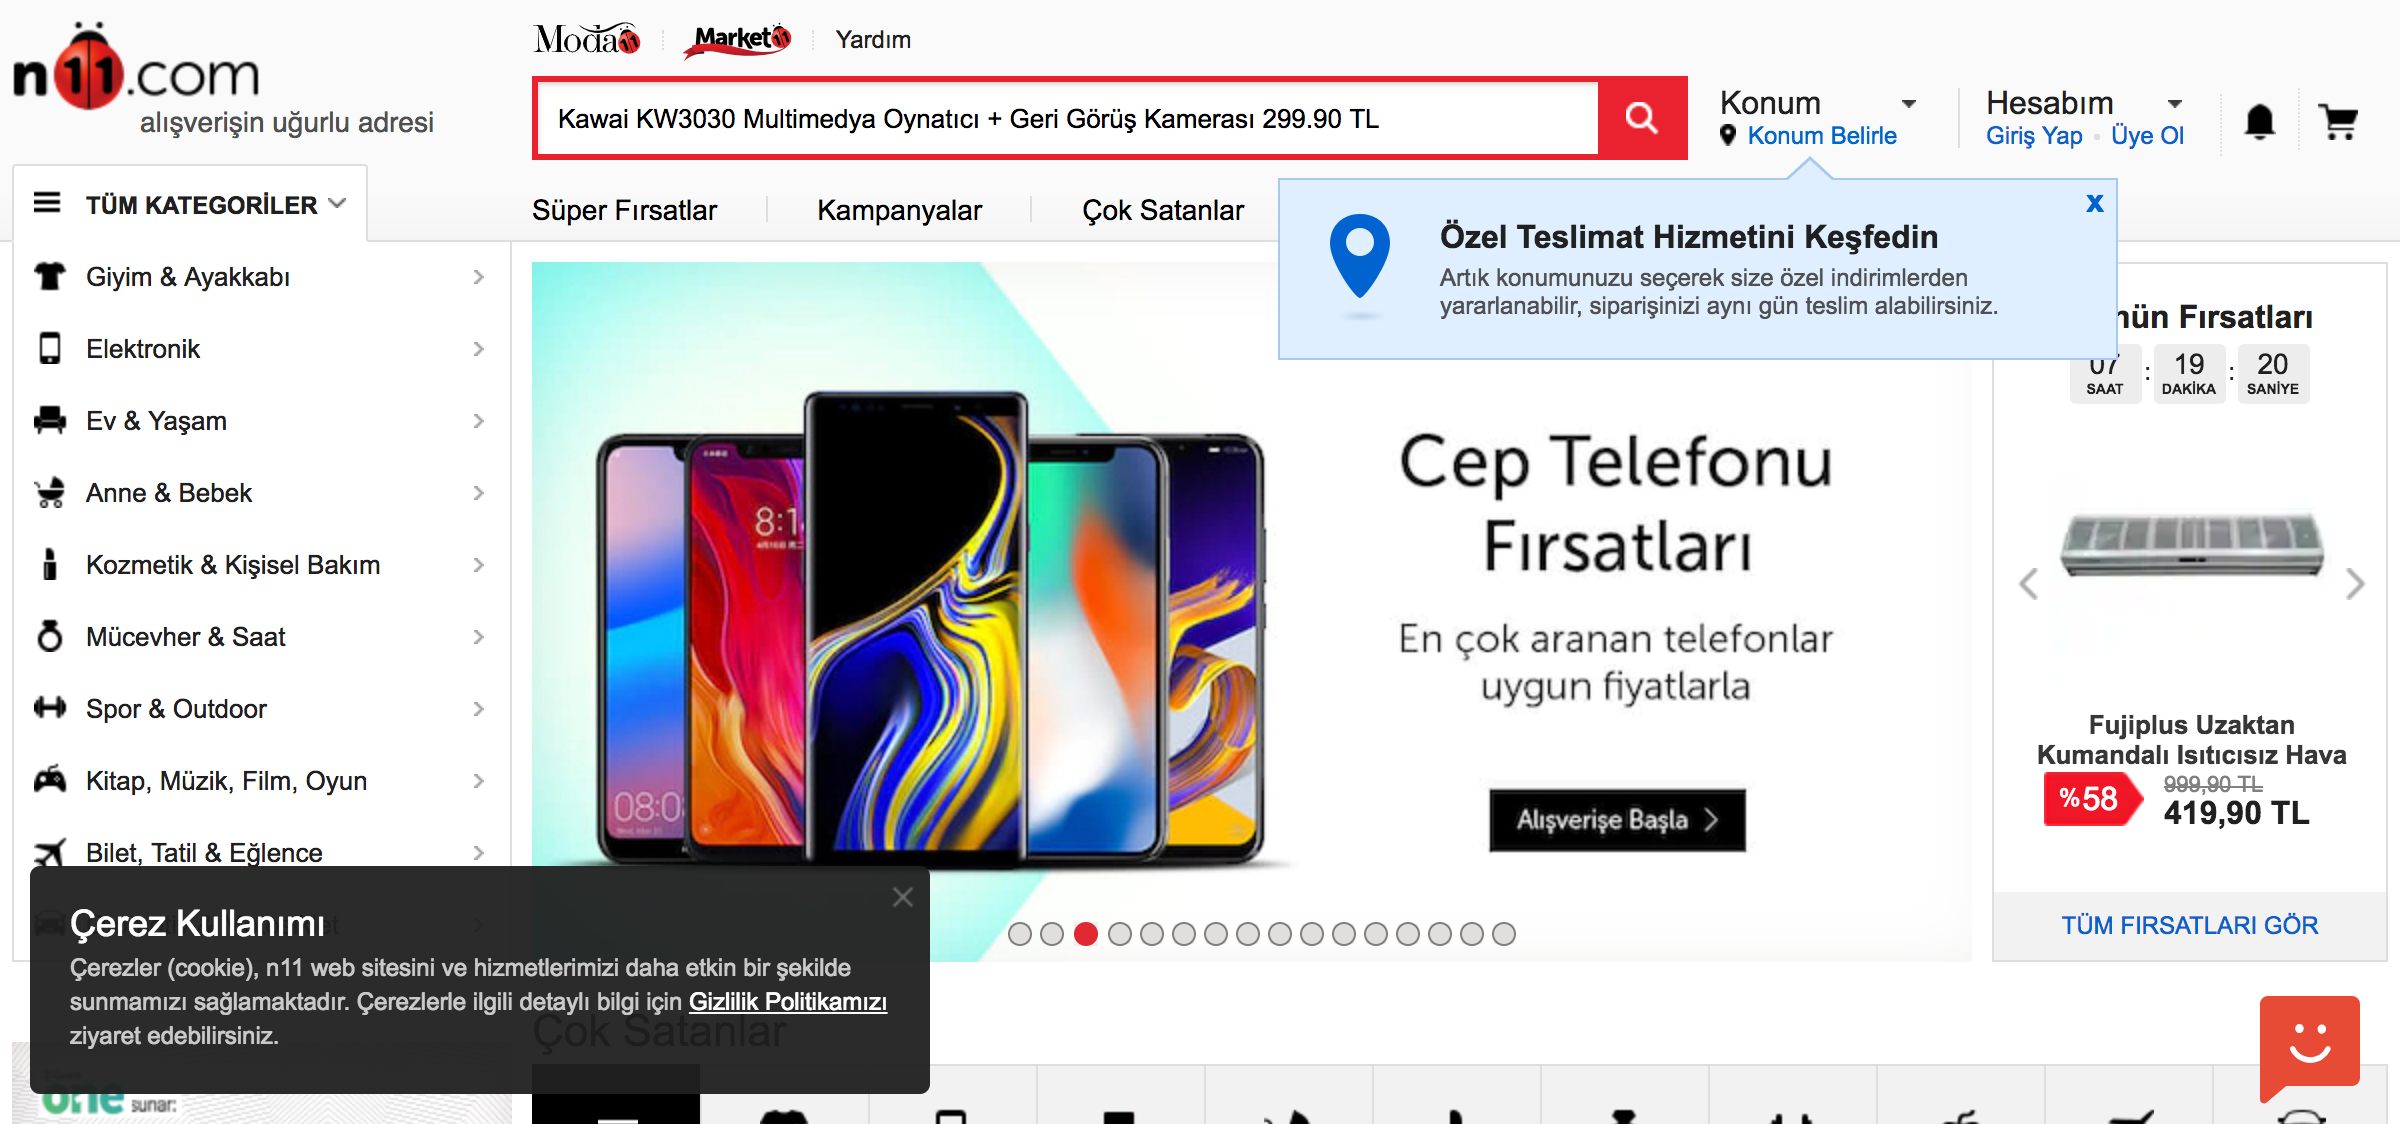 n11.com
alışverişin uğurlu adresi
Moda11
Market11
Yardım
Kawai KW3030 Multimedya Oynatıcı + Geri Görüş Kamerası 299.90 TL
Konum
Konum Belirle
Hesabım
Giriş Yap
Üye Ol
TÜM KATEGORİLER
Süper Fırsatlar
Kampanyalar
Çok Satanlar
Özel Teslimat Hizmetini Keşfedin
Artık konumunuzu seçerek size özel indirimlerden
yararlanabilir, siparişinizi aynı gün teslim alabilirsiniz.
x
Giyim & Ayakkabı
Elektronik
Ev & Yaşam
Anne & Bebek
Kozmetik & Kişisel Bakım
Mücevher & Saat
Spor & Outdoor
Kitap, Müzik, Film, Oyun
Bilet, Tatil & Eğlence
8:1
08:0
Cep Telefonu
Fırsatları
En çok aranan telefonlar
uygun fiyatlarla
Alışverişe Başla
nün Fırsatları
07 : 19 : 20
SAAT DAKİKA SANİYE
Fujiplus Uzaktan
Kumandalı Isıtıcısız Hava
%58
999,90 TL
419,90 TL
TÜM FIRSATLARI GÖR
Çerez Kullanımı
Çerezler (cookie), n11 web sitesini ve hizmetlerimizi daha etkin bir şekilde
sunmamızı sağlamaktadır. Çerezlerle ilgili detaylı bilgi için Gizlilik Politikamızı
ziyaret edebilirsiniz.
Çok Satanlar
one sunar: